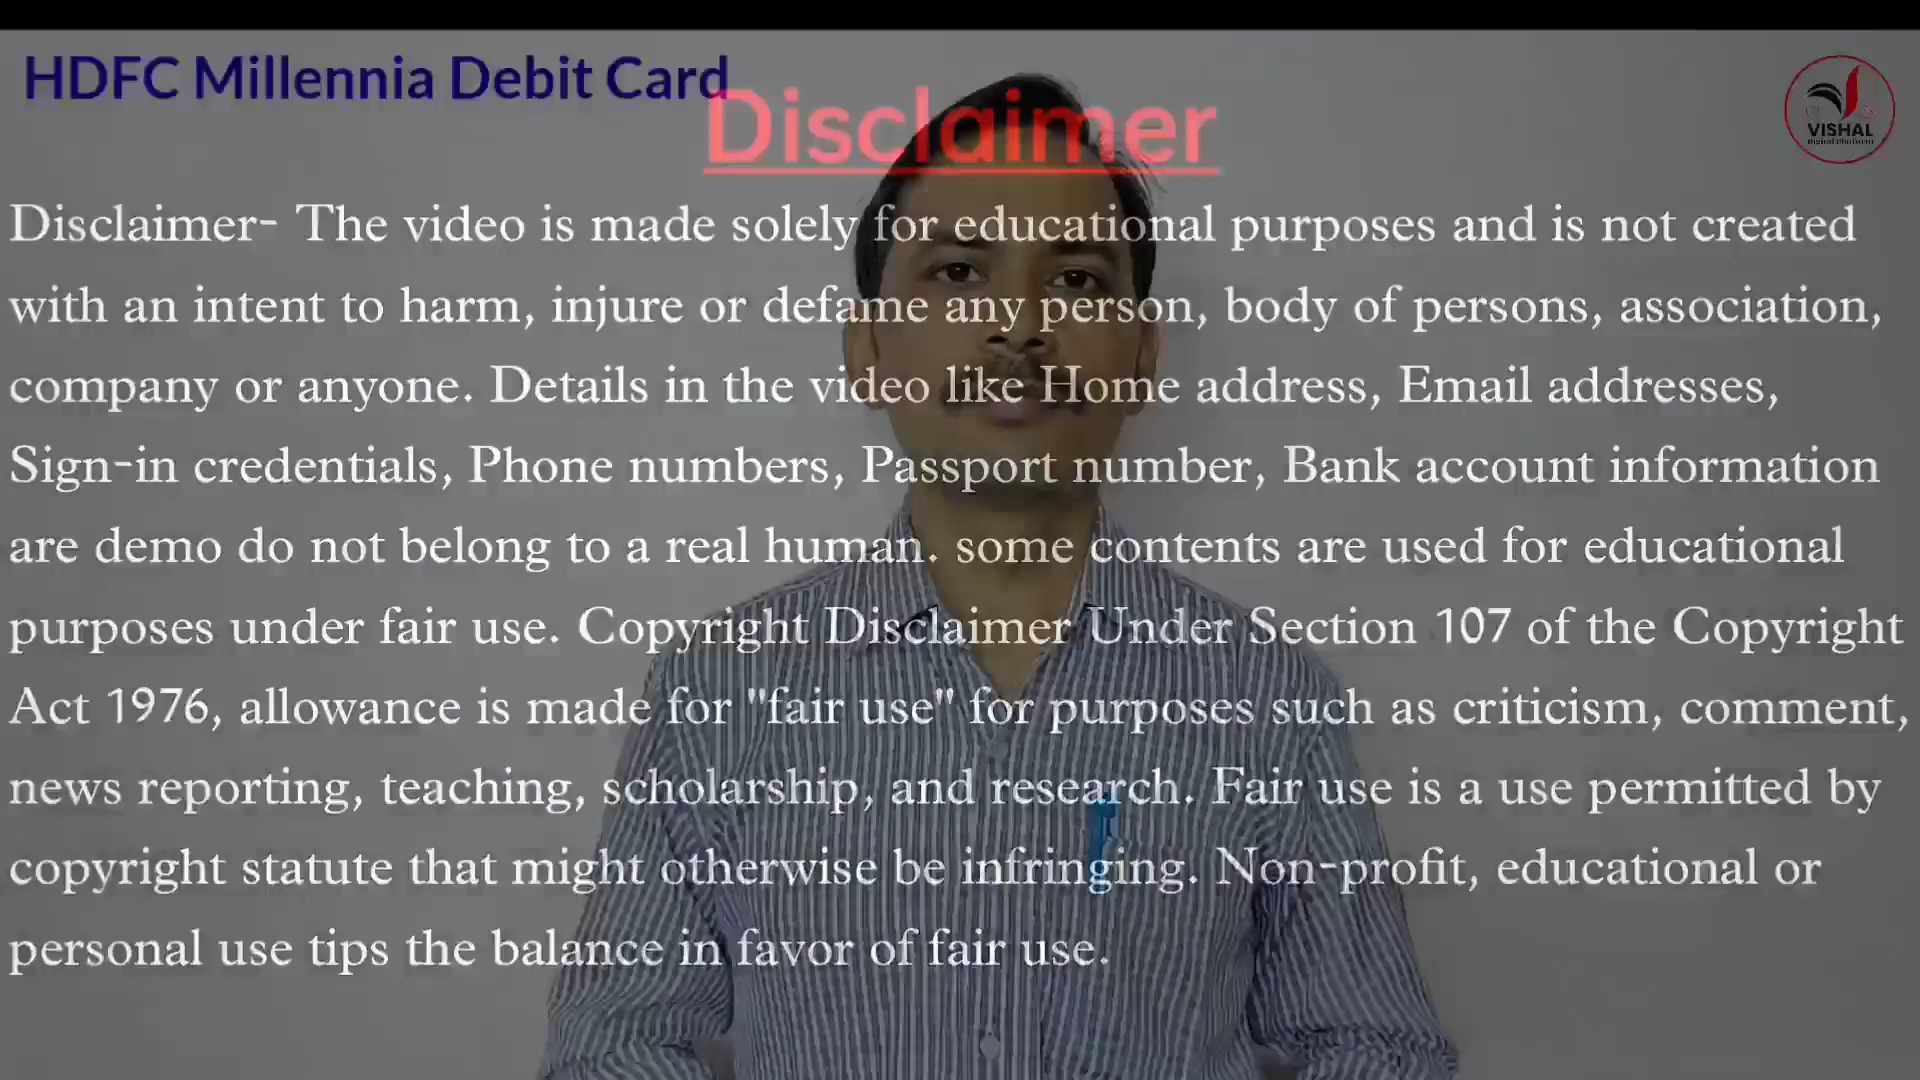 HDFC Millennia Debit Card
Disclaimer
VISHAL
Digital Platform
Disclaimer- The video is made solely for educational purposes and is not created
with an intent to harm, injure or defame any person, body of persons, association,
company or anyone. Details in the video like Home address, Email addresses,
Sign-in credentials, Phone numbers, Passport number, Bank account information
are demo do not belong to a real human. some contents are used for educational
purposes under fair use. Copyright Disclaimer Under Section 107 of the Copyright
Act 1976, allowance is made for "fair use" for purposes such as criticism, comment,
news reporting, teaching, scholarship, and research. Fair use is a use permitted by
copyright statute that might otherwise be infringing. Non-profit, educational or
personal use tips the balance in favor of fair use.